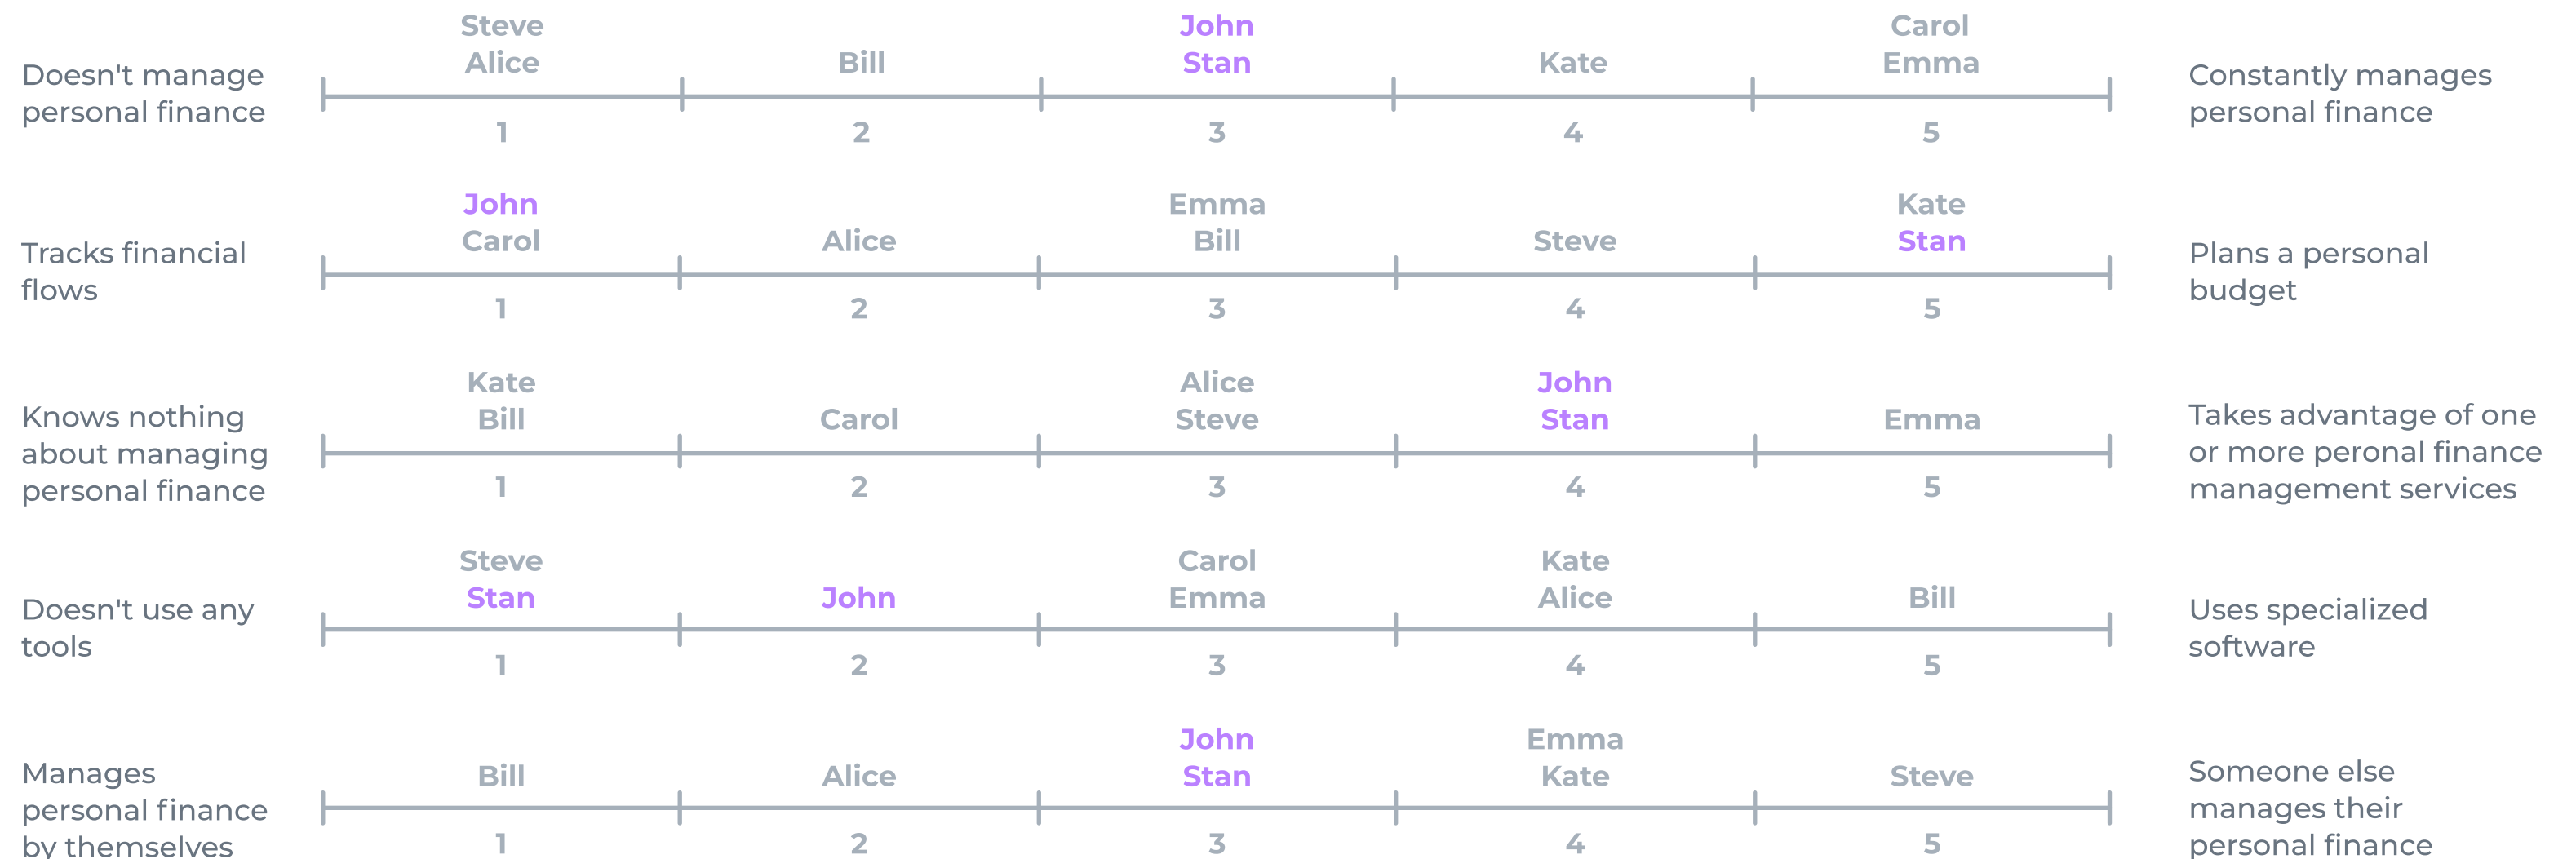 Doesn't manage
personal finance
Steve
Alice
Bill
John
Stan
Kate
Carol
Emma
1
2
3
4
5
Constantly manages
personal finance
Tracks financial
flows
John
Carol
Alice
Emma
Bill
Steve
Kate
Stan
1
2
3
4
5
Plans a personal
budget
Knows nothing
about managing
personal finance
Kate
Bill
Carol
Alice
Steve
John
Stan
Emma
1
2
3
4
5
Takes advantage of one
or more peronal finance
management services
Doesn't use any
tools
Steve
Stan
John
Carol
Emma
Kate
Alice
Bill
1
2
3
4
5
Uses specialized
software
Manages
personal finance
by themselves
Bill
Alice
John
Stan
Emma
Kate
Steve
1
2
3
4
5
Someone else
manages their
personal finance